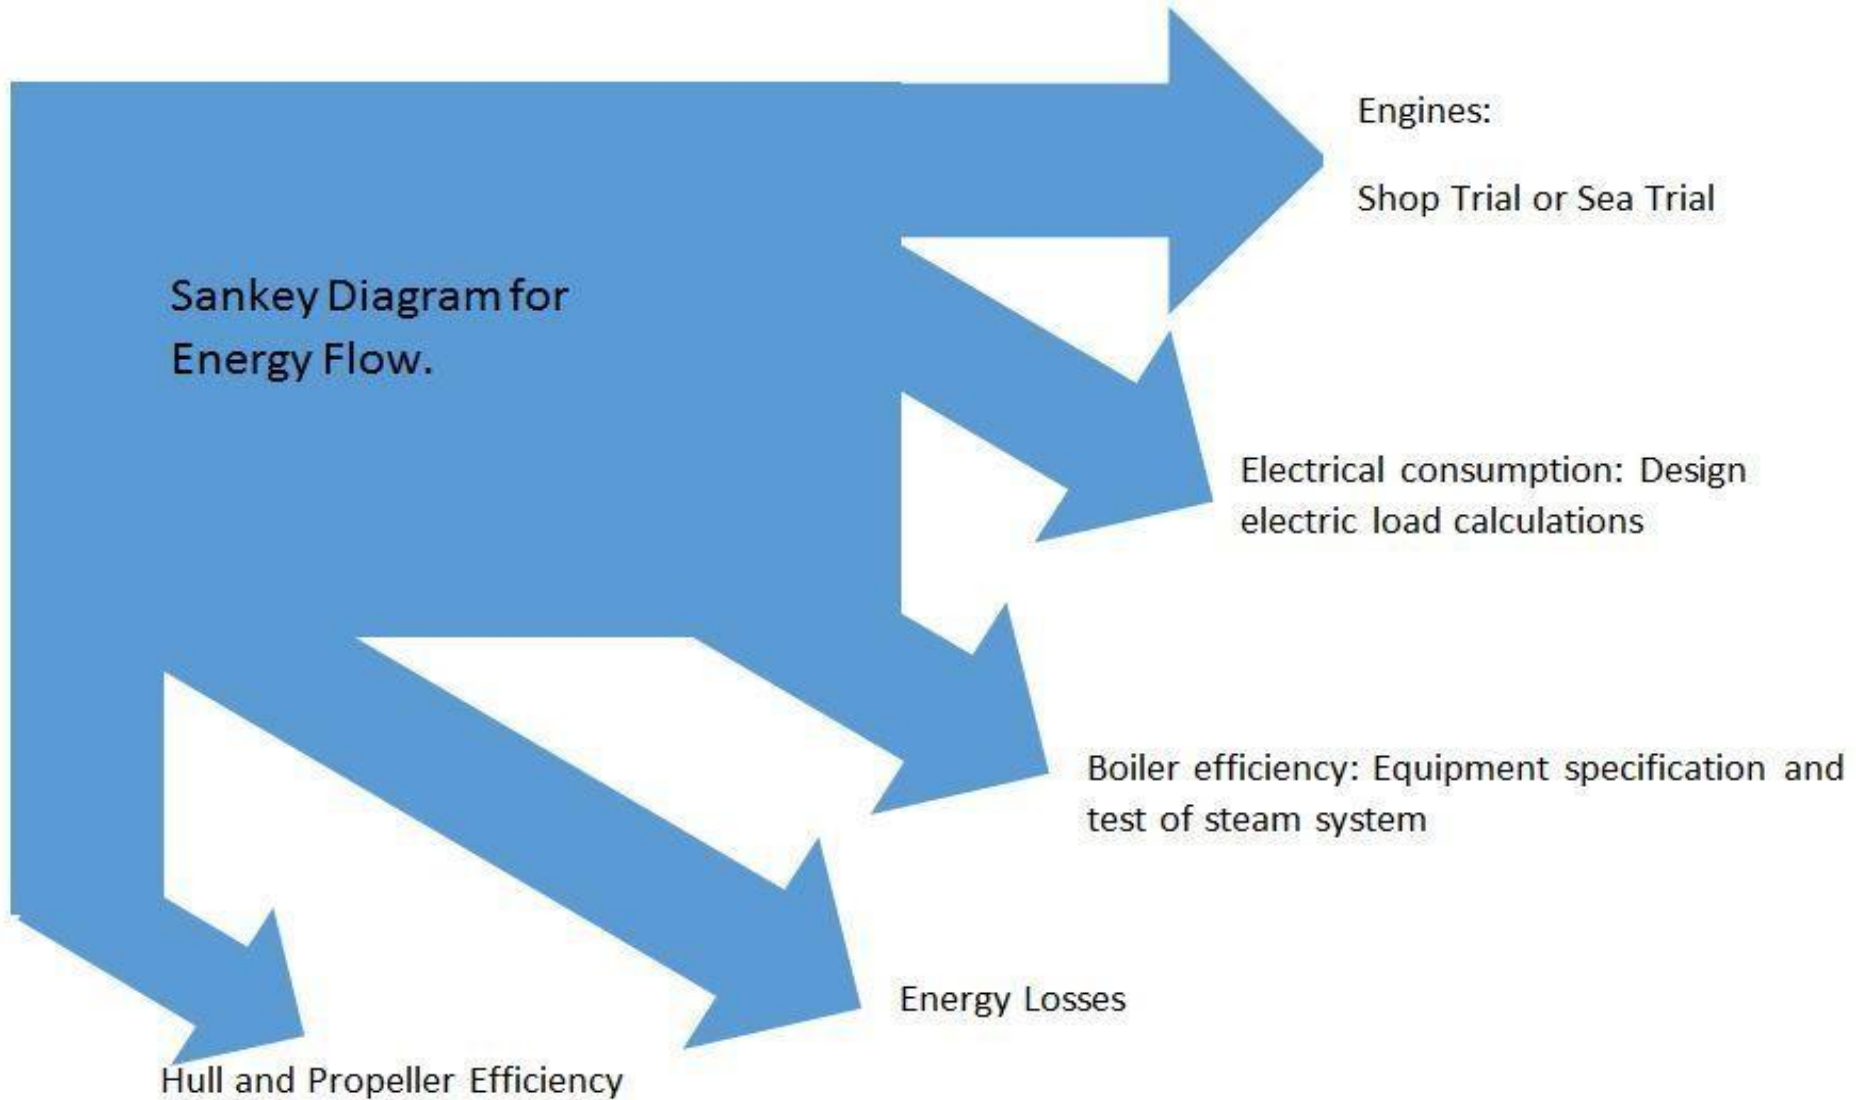 Engines:
Shop Trial or Sea Trial
Sankey Diagram for
Energy Flow.
Electrical consumption: Design
electric load calculations
Boiler efficiency: Equipment specification and
test of steam system
Energy Losses
Hull and Propeller Efficiency